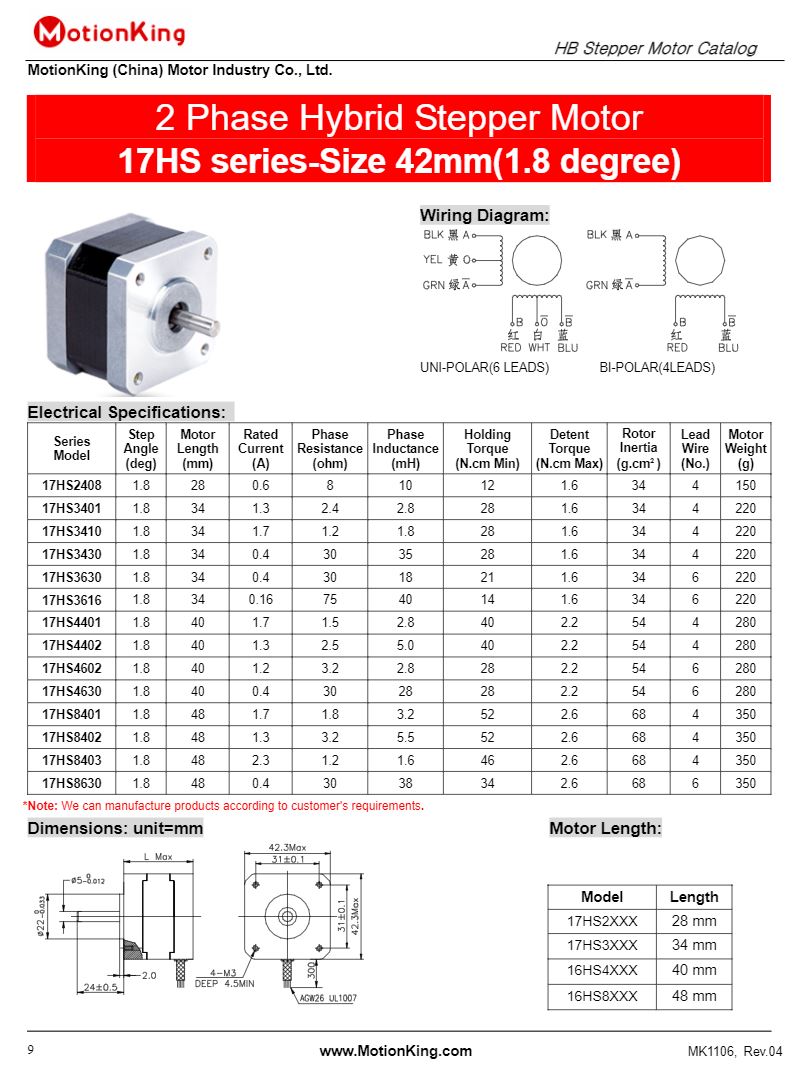 MotionKing
HB Stepper Motor Catalog
MotionKing (China) Motor Industry Co., Ltd.
2 Phase Hybrid Stepper Motor
17HS series-Size 42mm(1.8 degree)
Wiring Diagram:
BLK 黑 A
YEL 黄 O
GRN 绿 A̅
B O̅ B̅
红 白 蓝
RED WHT BLU
UNI-POLAR(6 LEADS)
BLK 黑 A
GRN 绿 A̅
B B̅
红 蓝
RED BLU
BI-POLAR(4LEADS)
Electrical Specifications:
Series Model Step Angle (deg) Motor Length (mm) Rated Current (A) Phase Resistance (ohm) Phase Inductance (mH) Holding Torque (N.cm Min) Detent Torque (N.cm Max) Rotor Inertia (g.cm²) Lead Wire (No.) Motor Weight (g)
17HS2408 1.8 28 0.6 8 10 12 1.6 34 4 150
17HS3401 1.8 34 1.3 2.4 2.8 28 1.6 34 4 220
17HS3410 1.8 34 1.7 1.2 1.8 28 1.6 34 4 220
17HS3430 1.8 34 0.4 30 35 28 1.6 34 4 220
17HS3630 1.8 34 0.4 30 18 21 1.6 34 6 220
17HS3616 1.8 34 0.16 75 40 14 1.6 34 6 220
17HS4401 1.8 40 1.7 1.5 2.8 40 2.2 54 4 280
17HS4402 1.8 40 1.3 2.5 5.0 40 2.2 54 4 280
17HS4602 1.8 40 1.2 3.2 2.8 28 2.2 54 6 280
17HS4630 1.8 40 0.4 30 28 28 2.2 54 6 280
17HS8401 1.8 48 1.7 1.8 3.2 52 2.6 68 4 350
17HS8402 1.8 48 1.3 3.2 5.5 52 2.6 68 4 350
17HS8403 1.8 48 2.3 1.2 1.6 46 2.6 68 4 350
17HS8630 1.8 48 0.4 30 38 34 2.6 68 6 350
*Note: We can manufacture products according to customer's requirements.
Dimensions: unit=mm
L Max
ø5-0.012 0
ø22-0.033 0
2.0
24±0.5
42.3Max
31±0.1
31±0.1
42.3Max
4-M3
DEEP 4.5MIN
300
AGW26 UL1007
Motor Length:
Model Length
17HS2XXX 28 mm
17HS3XXX 34 mm
16HS4XXX 40 mm
16HS8XXX 48 mm
9
www.MotionKing.com
MK1106, Rev.04